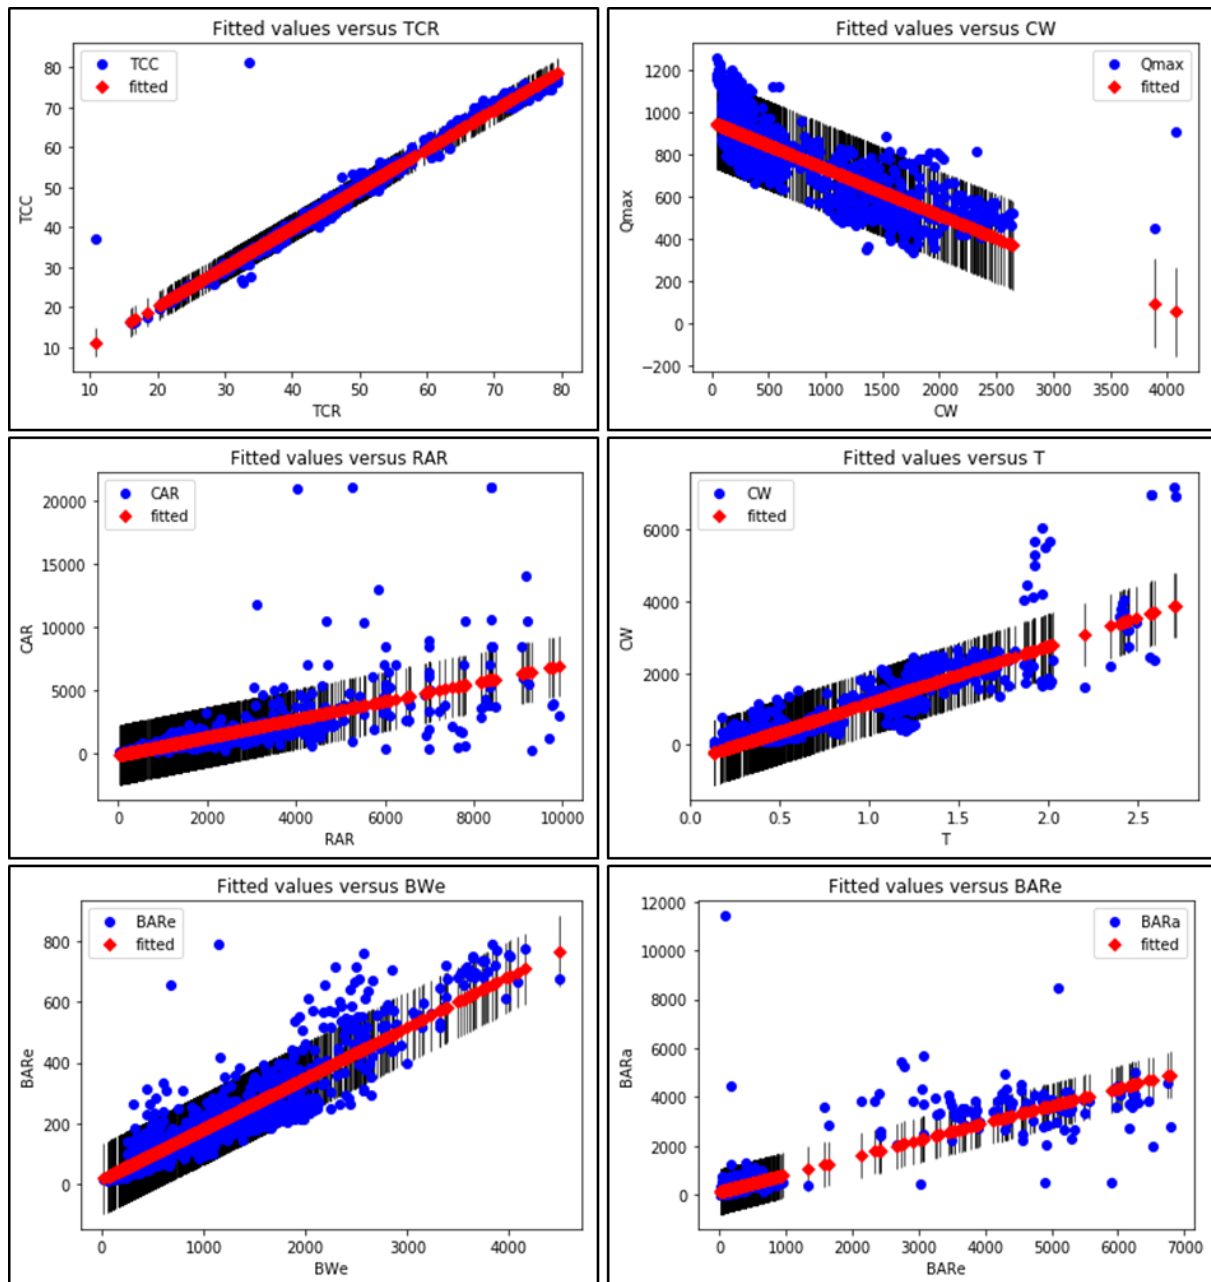 Fitted values versus TCR
TCC
fitted
80
70
60
50
40
30
20
10
TCC
10 20 30 40 50 60 70 80
TCR
Fitted values versus CW
Qmax
fitted
1200
1000
800
600
400
200
0
−200
Qmax
0 500 1000 1500 2000 2500 3000 3500 4000
CW
Fitted values versus RAR
CAR
fitted
20000
15000
10000
5000
0
CAR
0 2000 4000 6000 8000 10000
RAR
Fitted values versus T
CW
fitted
6000
4000
2000
0
CW
0.0 0.5 1.0 1.5 2.0 2.5
T
Fitted values versus BWe
BARe
fitted
800
600
400
200
0
BARe
0 1000 2000 3000 4000
BWe
Fitted values versus BARe
BARa
fitted
12000
10000
8000
6000
4000
2000
0
BARa
0 1000 2000 3000 4000 5000 6000 7000
BARe